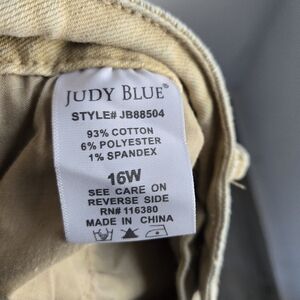 JUDY BLUE®
STYLE# JB88504
93% COTTON
6% POLYESTER
1% SPANDEX
16W
SEE CARE ON
REVERSE SIDE
RN# 116380
MADE IN CHINA